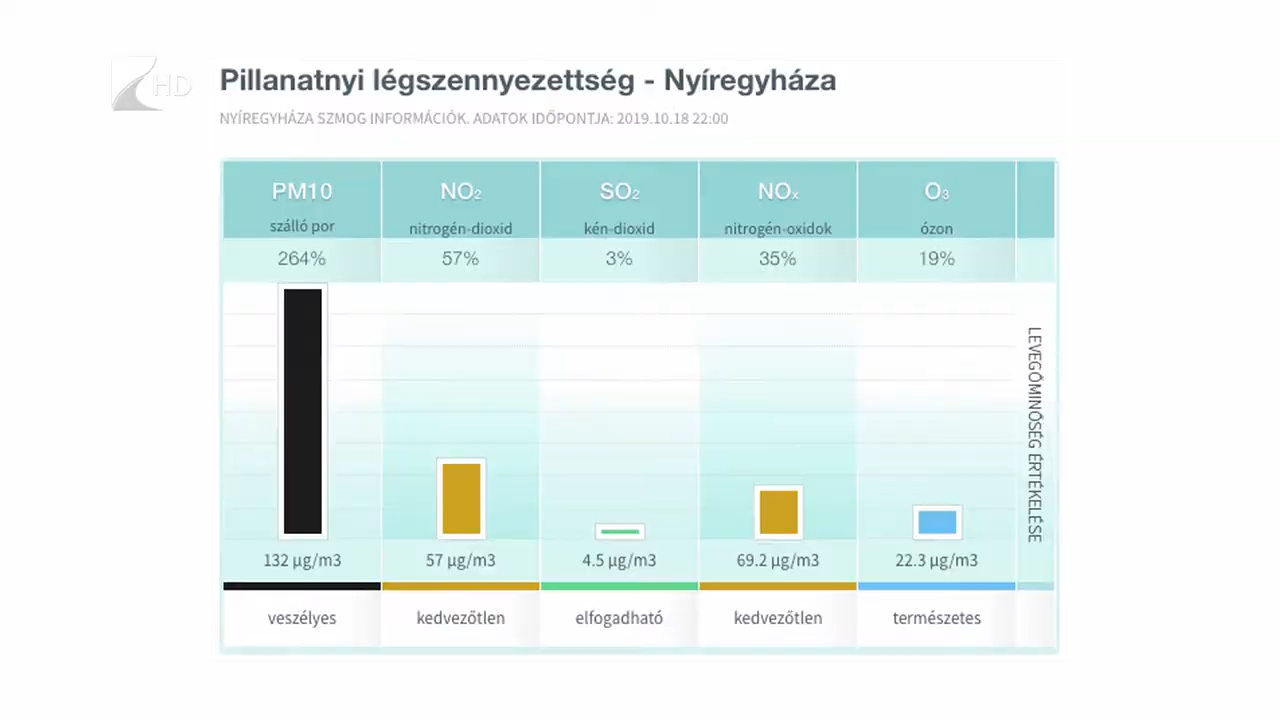 HD
Pillanatnyi légszennyezettség - Nyíregyháza
NYÍREGYHÁZA SZMOG INFORMÁCIÓK. ADATOK IDŐPONTJA: 2019.10.18 22:00
PM10 NO₂ SO₂ NOₓ O₃
szálló por nitrogén-dioxid kén-dioxid nitrogén-oxidok ózon
264% 57% 3% 35% 19%
LEVEGŐMINŐSÉG ÉRTÉKELÉSE
132 µg/m3 57 µg/m3 4.5 µg/m3 69.2 µg/m3 22.3 µg/m3
veszélyes kedvezőtlen elfogadható kedvezőtlen természetes